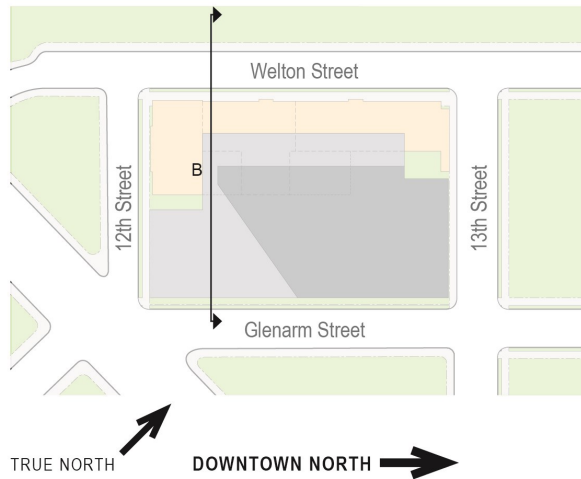 Welton Street
B
12th Street
13th Street
Glenarm Street
TRUE NORTH
DOWNTOWN NORTH